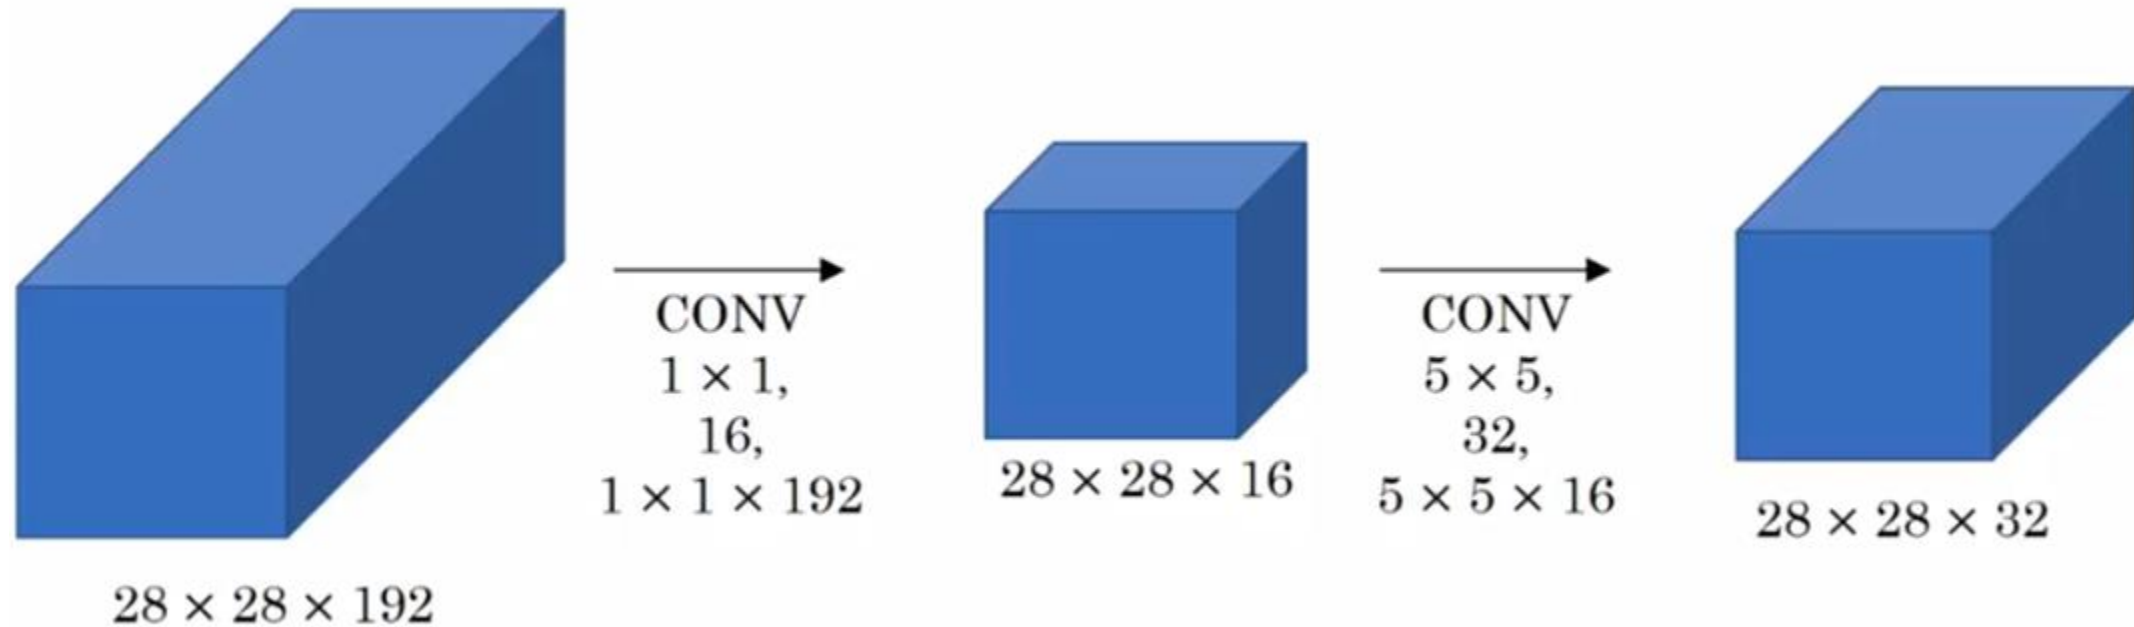 28 × 28 × 192
CONV
1 × 1,
16,
1 × 1 × 192
28 × 28 × 16
CONV
5 × 5,
32,
5 × 5 × 16
28 × 28 × 32